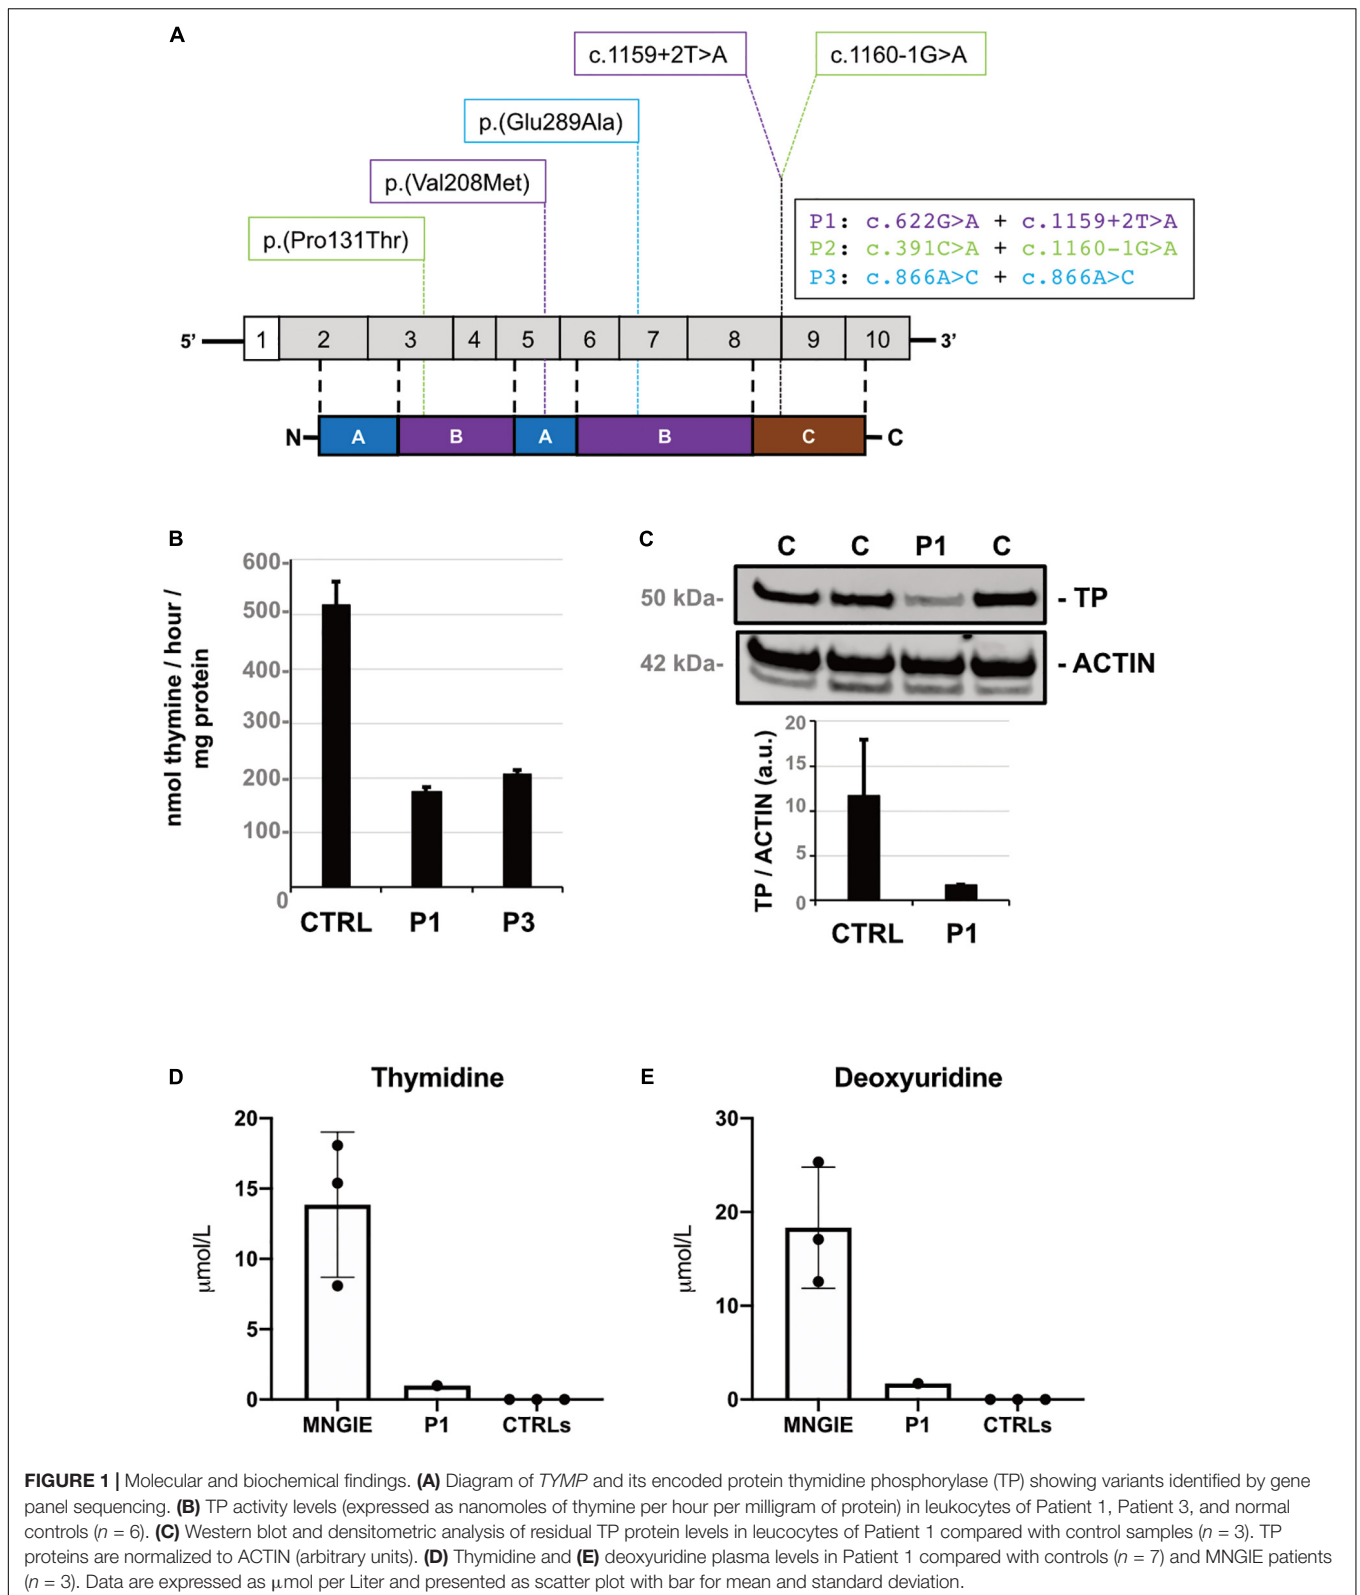 A
c.1159+2T>A
c.1160-1G>A
p.(Glu289Ala)
p.(Val208Met)
p.(Pro131Thr)
P1: c.622G>A + c.1159+2T>A
P2: c.391C>A + c.1160-1G>A
P3: c.866A>C + c.866A>C
5’ 1 2 3 4 5 6 7 8 9 10 3’
N A B A B C C
B
nmol thymine / hour /
mg protein
600
500
400
300
200
100
0
CTRL P1 P3
C
C C P1 C
50 kDa- - TP
42 kDa- - ACTIN
TP / ACTIN (a.u.)
20
15
10
5
0
CTRL P1
D
Thymidine
μmol/L
20
15
10
5
0
MNGIE P1 CTRLs
E
Deoxyuridine
μmol/L
30
20
10
0
MNGIE P1 CTRLs
FIGURE 1 | Molecular and biochemical findings. (A) Diagram of TYMP and its encoded protein thymidine phosphorylase (TP) showing variants identified by gene
panel sequencing. (B) TP activity levels (expressed as nanomoles of thymine per hour per milligram of protein) in leukocytes of Patient 1, Patient 3, and normal
controls (n = 6). (C) Western blot and densitometric analysis of residual TP protein levels in leucocytes of Patient 1 compared with control samples (n = 3). TP
proteins are normalized to ACTIN (arbitrary units). (D) Thymidine and (E) deoxyuridine plasma levels in Patient 1 compared with controls (n = 7) and MNGIE patients
(n = 3). Data are expressed as μmol per Liter and presented as scatter plot with bar for mean and standard deviation.